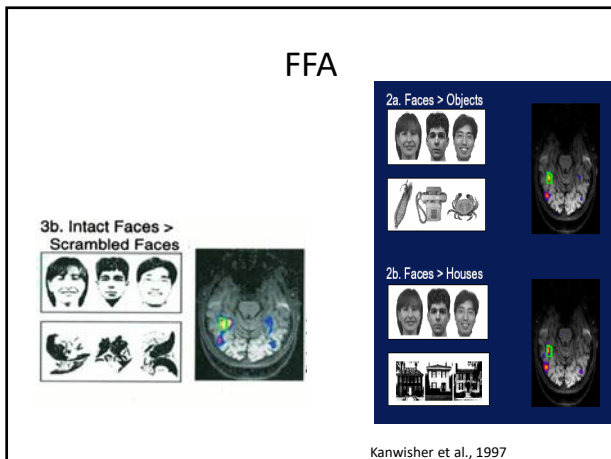 FFA
3b. Intact Faces >
Scrambled Faces
2a. Faces > Objects
2b. Faces > Houses
Kanwisher et al., 1997